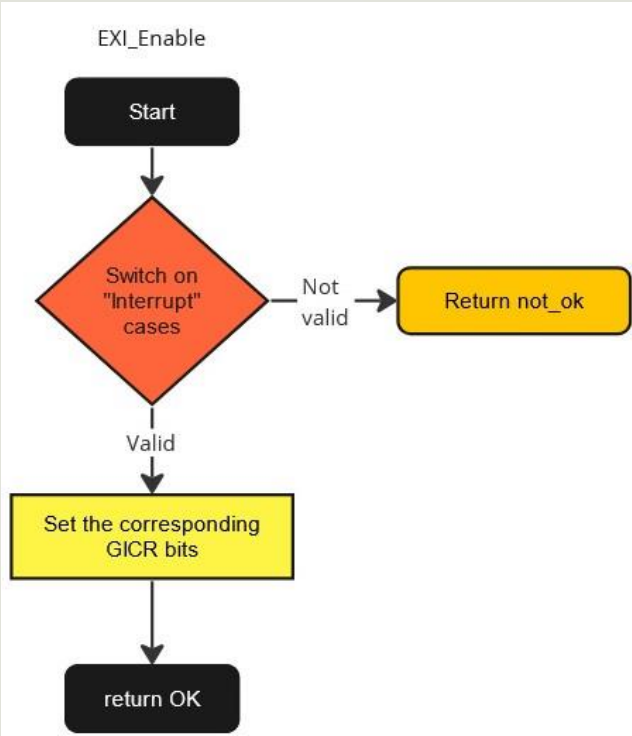 EXI_Enable
Start
Switch on
"Interrupt"
cases
Not
valid
Return not_ok
Valid
Set the corresponding
GICR bits
return OK